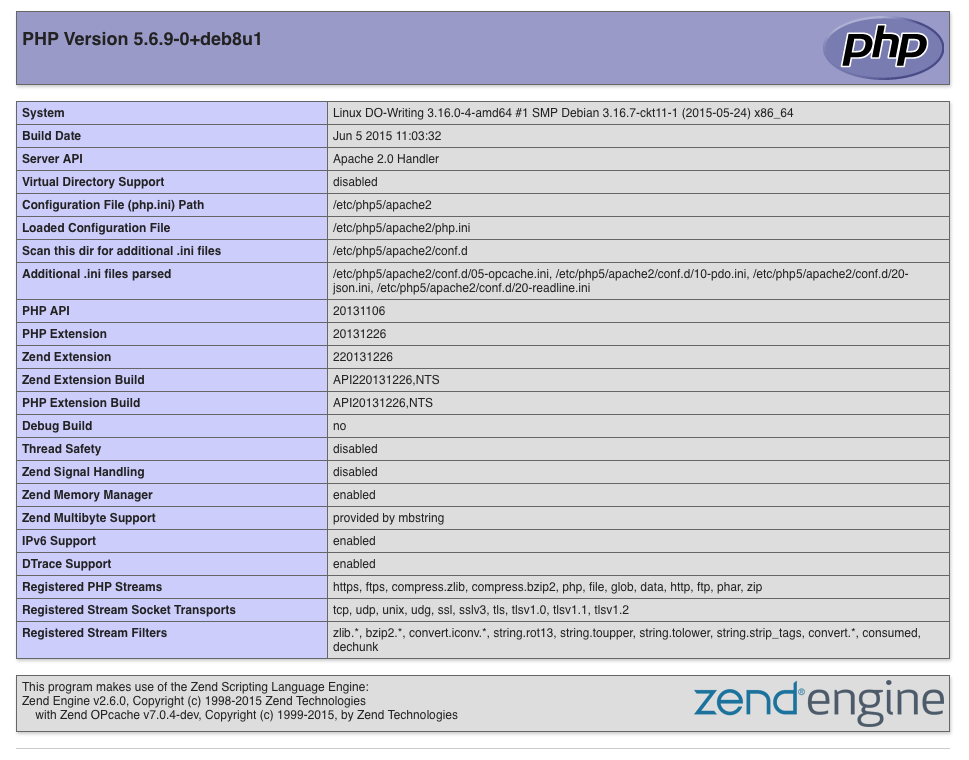 PHP Version 5.6.9-0+deb8u1
php
System Linux DO-Writing 3.16.0-4-amd64 #1 SMP Debian 3.16.7-ckt11-1 (2015-05-24) x86_64
Build Date Jun 5 2015 11:03:32
Server API Apache 2.0 Handler
Virtual Directory Support disabled
Configuration File (php.ini) Path /etc/php5/apache2
Loaded Configuration File /etc/php5/apache2/php.ini
Scan this dir for additional .ini files /etc/php5/apache2/conf.d
Additional .ini files parsed /etc/php5/apache2/conf.d/05-opcache.ini, /etc/php5/apache2/conf.d/10-pdo.ini, /etc/php5/apache2/conf.d/20-
json.ini, /etc/php5/apache2/conf.d/20-readline.ini
PHP API 20131106
PHP Extension 20131226
Zend Extension 220131226
Zend Extension Build API220131226,NTS
PHP Extension Build API20131226,NTS
Debug Build no
Thread Safety disabled
Zend Signal Handling disabled
Zend Memory Manager enabled
Zend Multibyte Support provided by mbstring
IPv6 Support enabled
DTrace Support enabled
Registered PHP Streams https, ftps, compress.zlib, compress.bzip2, php, file, glob, data, http, ftp, phar, zip
Registered Stream Socket Transports tcp, udp, unix, udg, ssl, sslv3, tls, tlsv1.0, tlsv1.1, tlsv1.2
Registered Stream Filters zlib.*, bzip2.*, convert.iconv.*, string.rot13, string.toupper, string.tolower, string.strip_tags, convert.*, consumed,
dechunk
This program makes use of the Zend Scripting Language Engine:
Zend Engine v2.6.0, Copyright (c) 1998-2015 Zend Technologies
with Zend OPcache v7.0.4-dev, Copyright (c) 1999-2015, by Zend Technologies
zend® engine